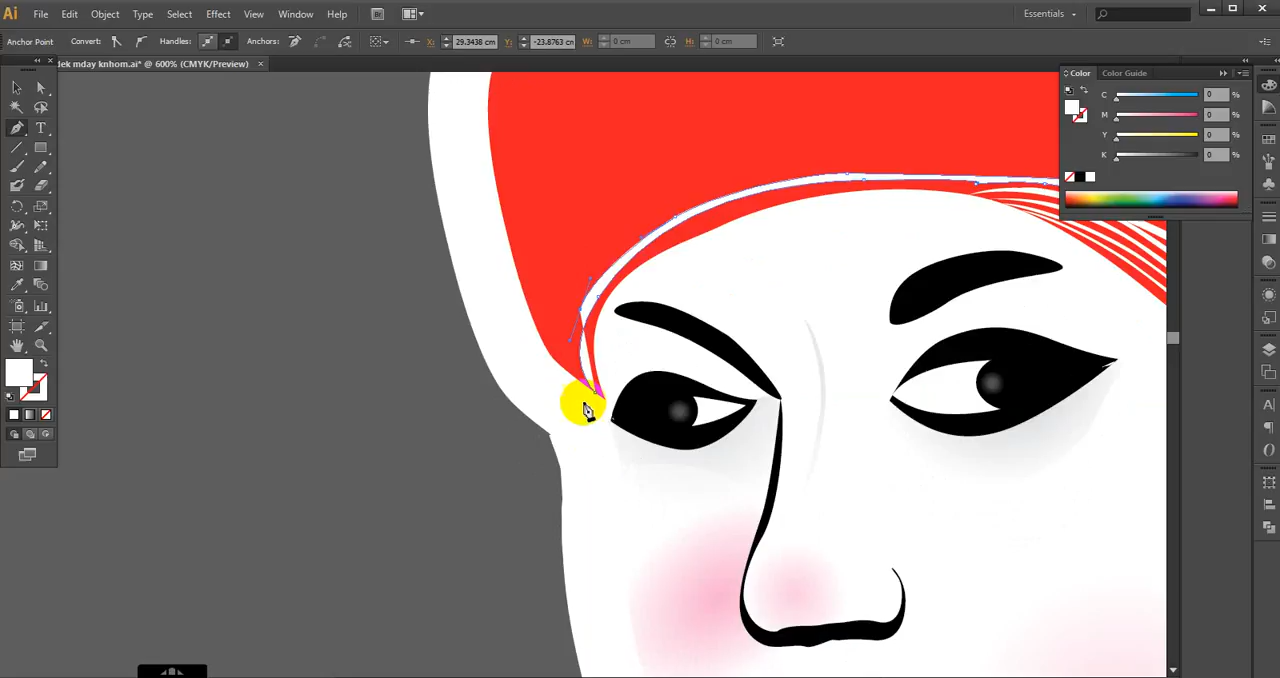 Ai File Edit Object Type Select Effect View Window Help Br Essentials
Anchor Point Convert: Handles: Anchors: X: 29.3438 cm Y: -23.8763 cm W: 0 cm H: 0 cm
dek mday knhom.ai* @ 600% (CMYK/Preview) ×
Color Color Guide
C 0 %
M 0 %
Y 0 %
K 0 %